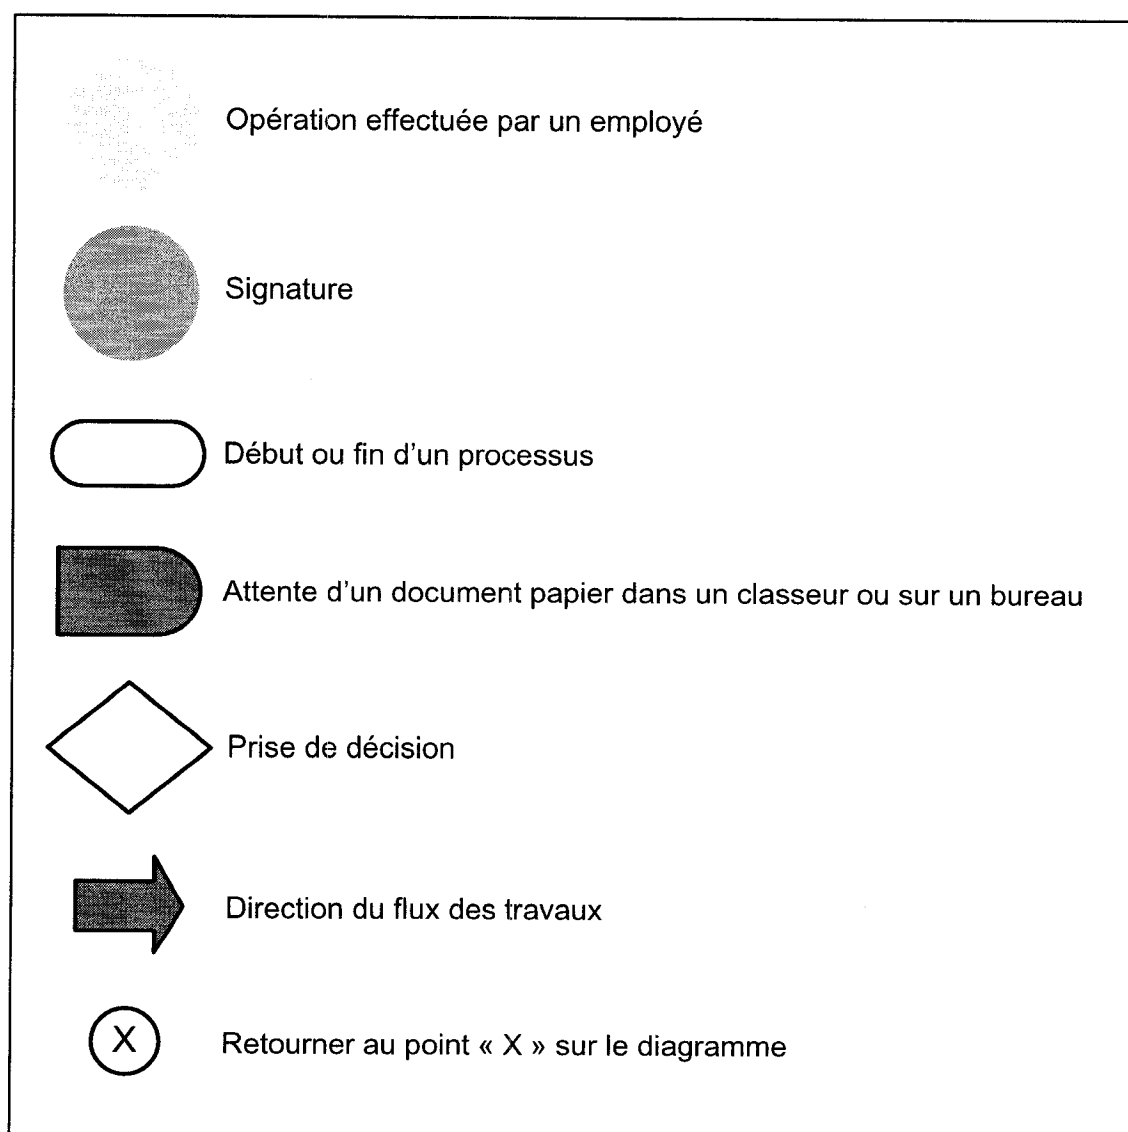 Opération effectuée par un employé
Signature
Début ou fin d'un processus
Attente d'un document papier dans un classeur ou sur un bureau
Prise de décision
Direction du flux des travaux
X
Retourner au point « X » sur le diagramme